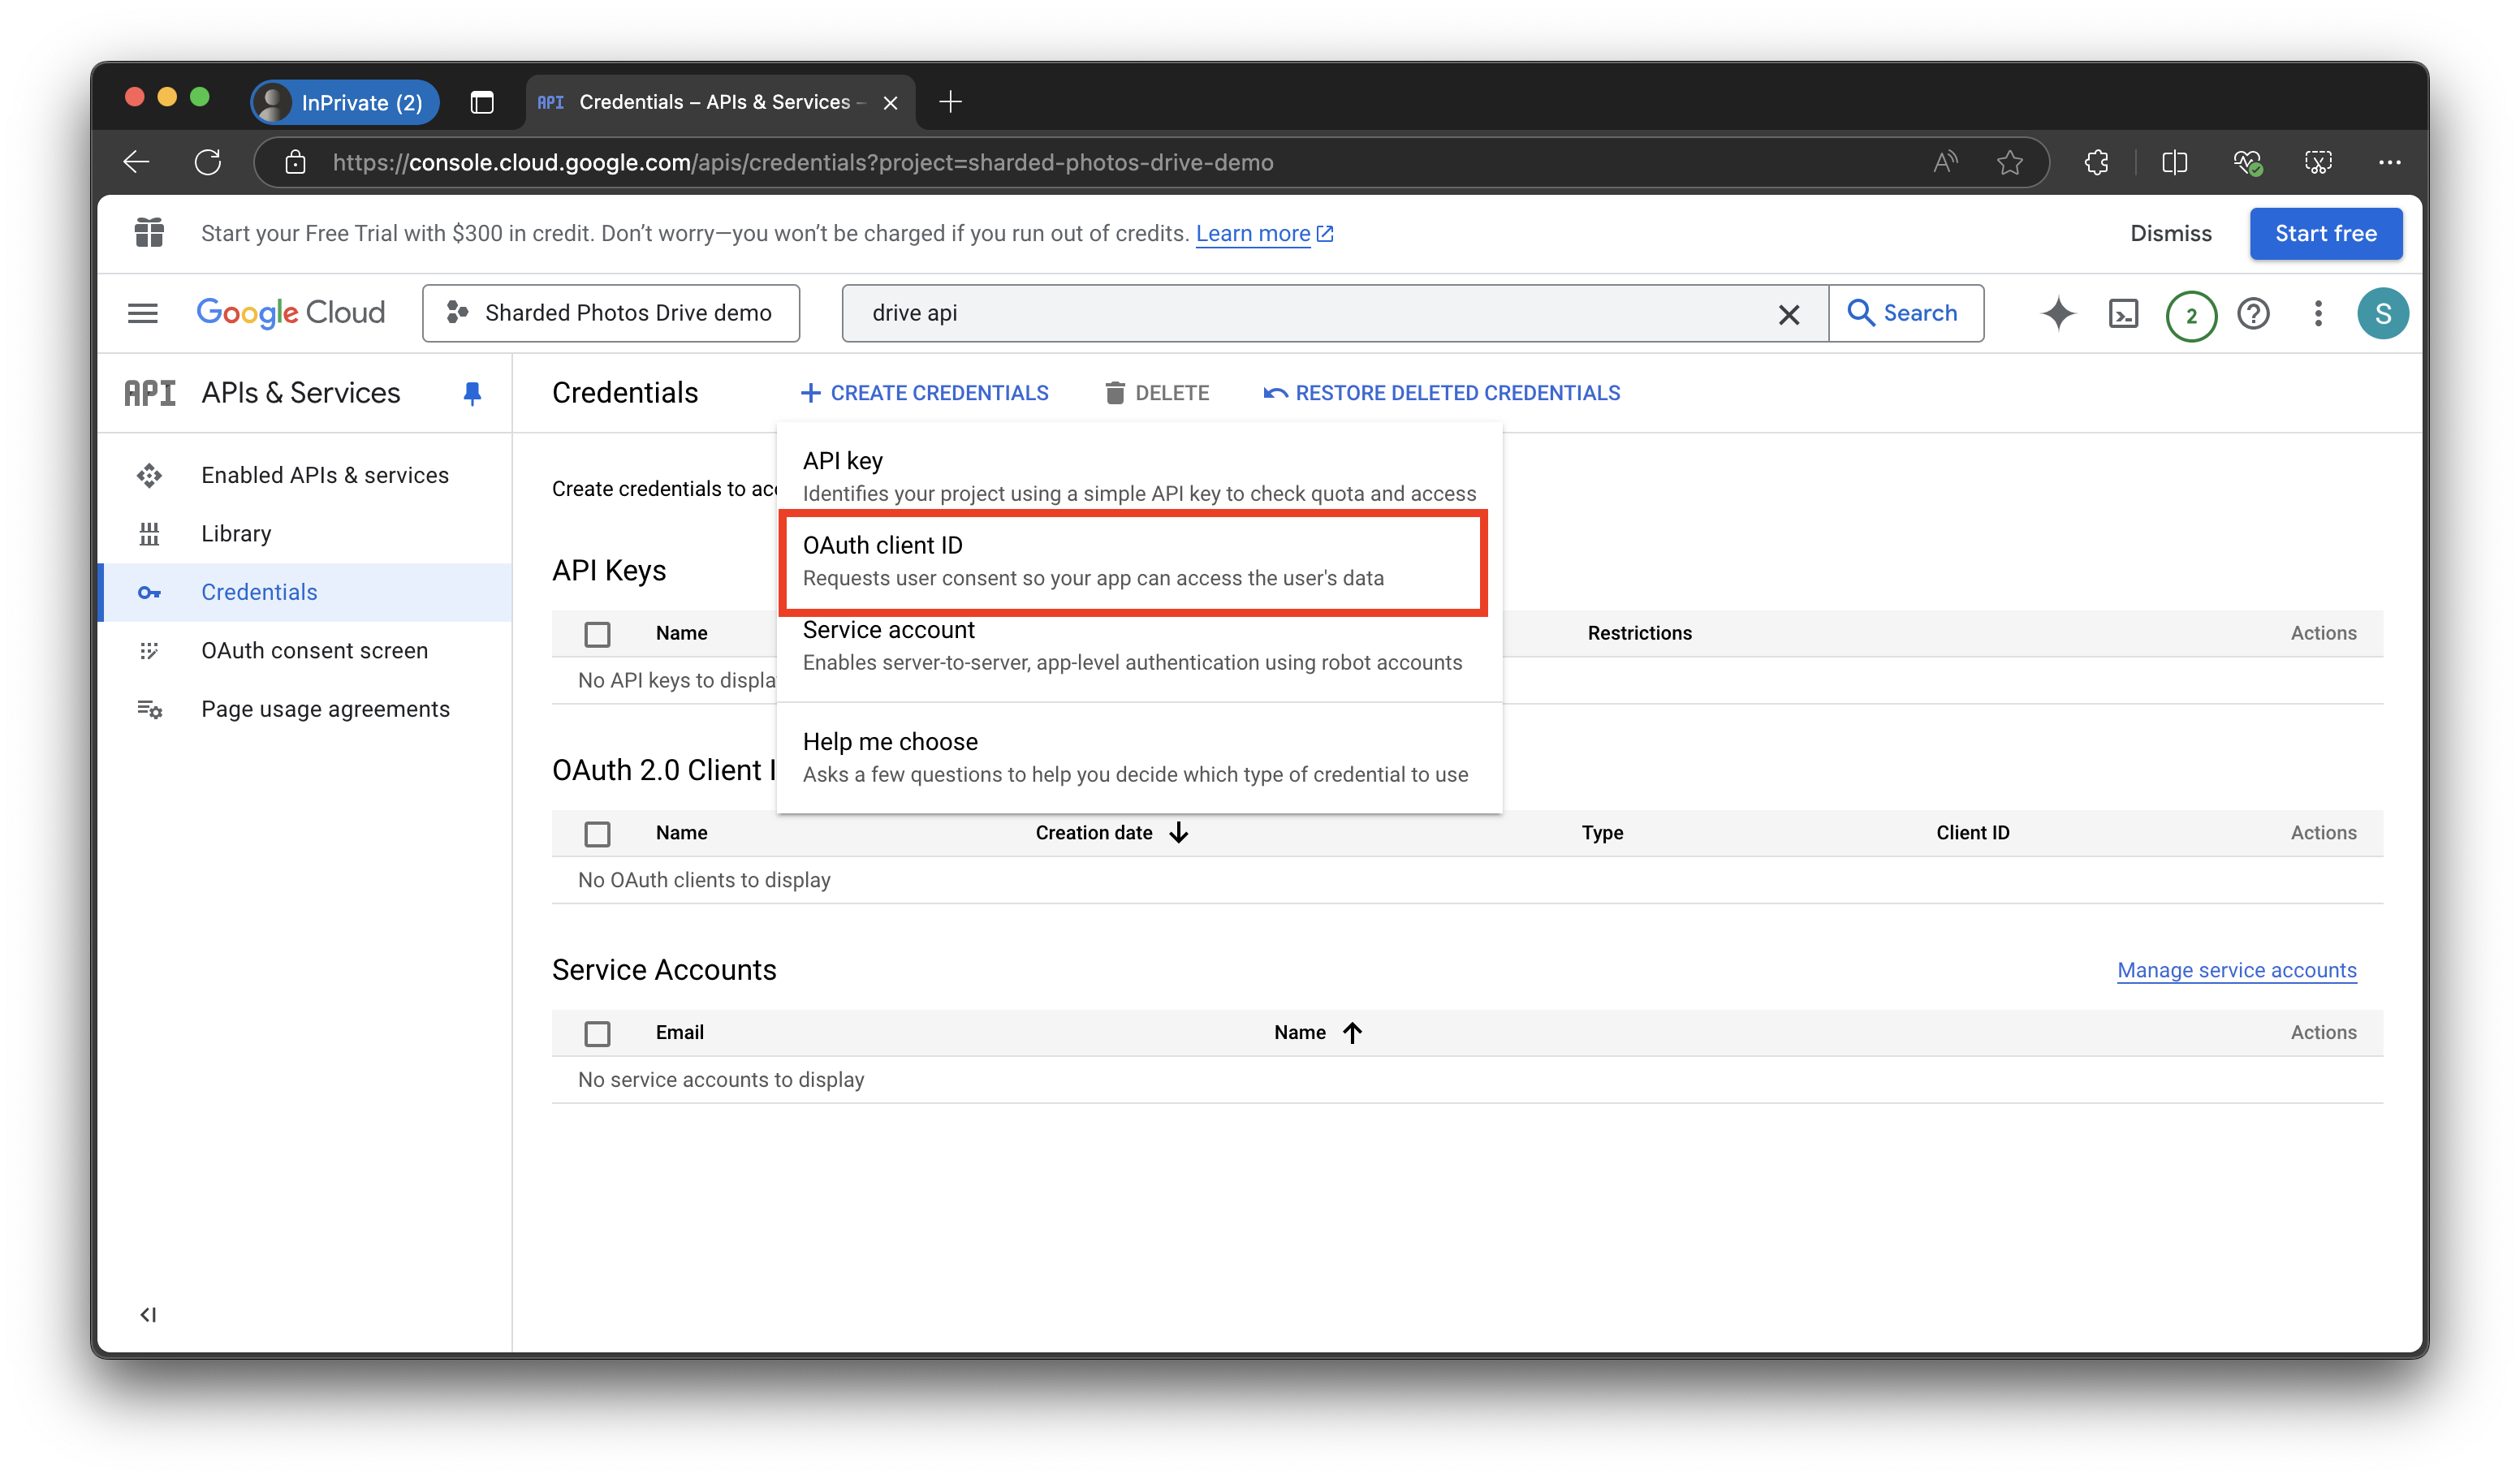 InPrivate (2)
API Credentials – APIs & Services –
https://console.cloud.google.com/apis/credentials?project=sharded-photos-drive-demo
Start your Free Trial with $300 in credit. Don’t worry—you won’t be charged if you run out of credits. Learn more
Dismiss
Start free
Google Cloud
Sharded Photos Drive demo
drive api
Search
2
S
API APIs & Services
Credentials
CREATE CREDENTIALS
DELETE
RESTORE DELETED CREDENTIALS
Enabled APIs & services
Library
Credentials
OAuth consent screen
Page usage agreements
Create credentials to acc
API key
Identifies your project using a simple API key to check quota and access
OAuth client ID
Requests user consent so your app can access the user's data
Service account
Enables server-to-server, app-level authentication using robot accounts
Help me choose
Asks a few questions to help you decide which type of credential to use
API Keys
Name
Restrictions
Actions
No API keys to displa
OAuth 2.0 Client I
Name
Creation date
Type
Client ID
Actions
No OAuth clients to display
Service Accounts
Manage service accounts
Email
Name
Actions
No service accounts to display